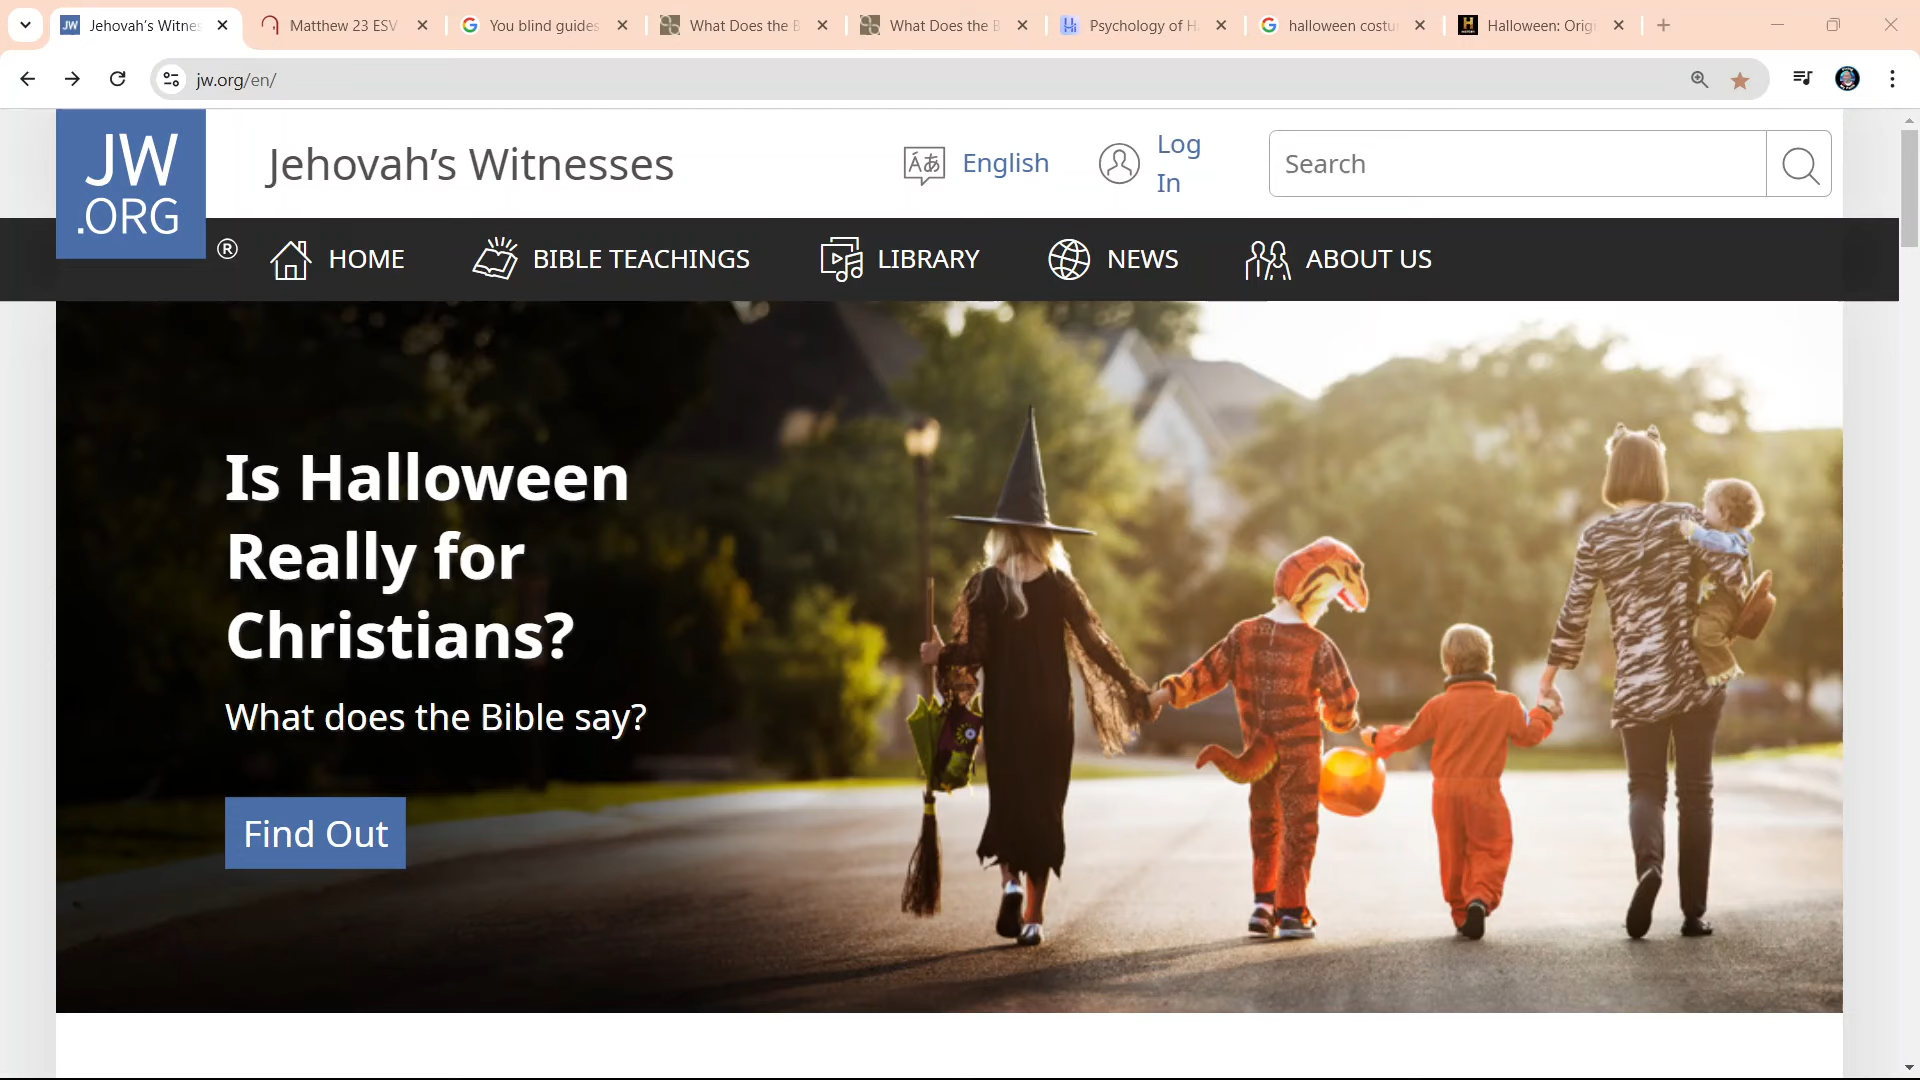 Jehovah's Witnes
Matthew 23 ESV
You blind guides
What Does the B
What Does the B
Psychology of H
halloween costu
Halloween: Orig
jw.org/en/
JW
.ORG
®
Jehovah's Witnesses
English
Log
In
Search
HOME
BIBLE TEACHINGS
LIBRARY
NEWS
ABOUT US
Is Halloween
Really for
Christians?
What does the Bible say?
Find Out